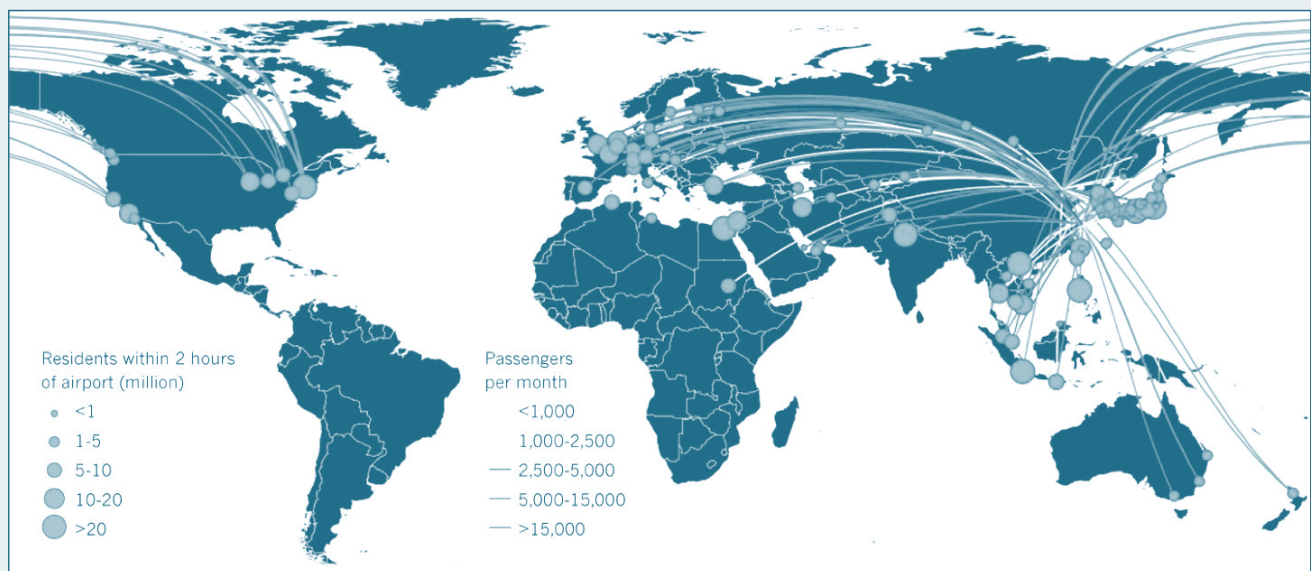 Residents within 2 hours
of airport (million)
<1
1-5
5-10
10-20
>20
Passengers
per month
<1,000
1,000-2,500
2,500-5,000
5,000-15,000
>15,000